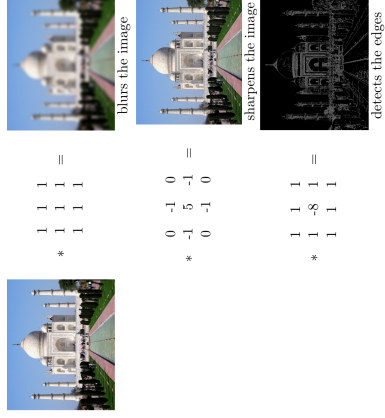 1 1 1
* 1 1 1 =
1 1 1
blurs the image
0 -1 0
* -1 5 -1 =
0 -1 0
sharpens the image
1 1 1
* 1 -8 1 =
1 1 1
detects the edges